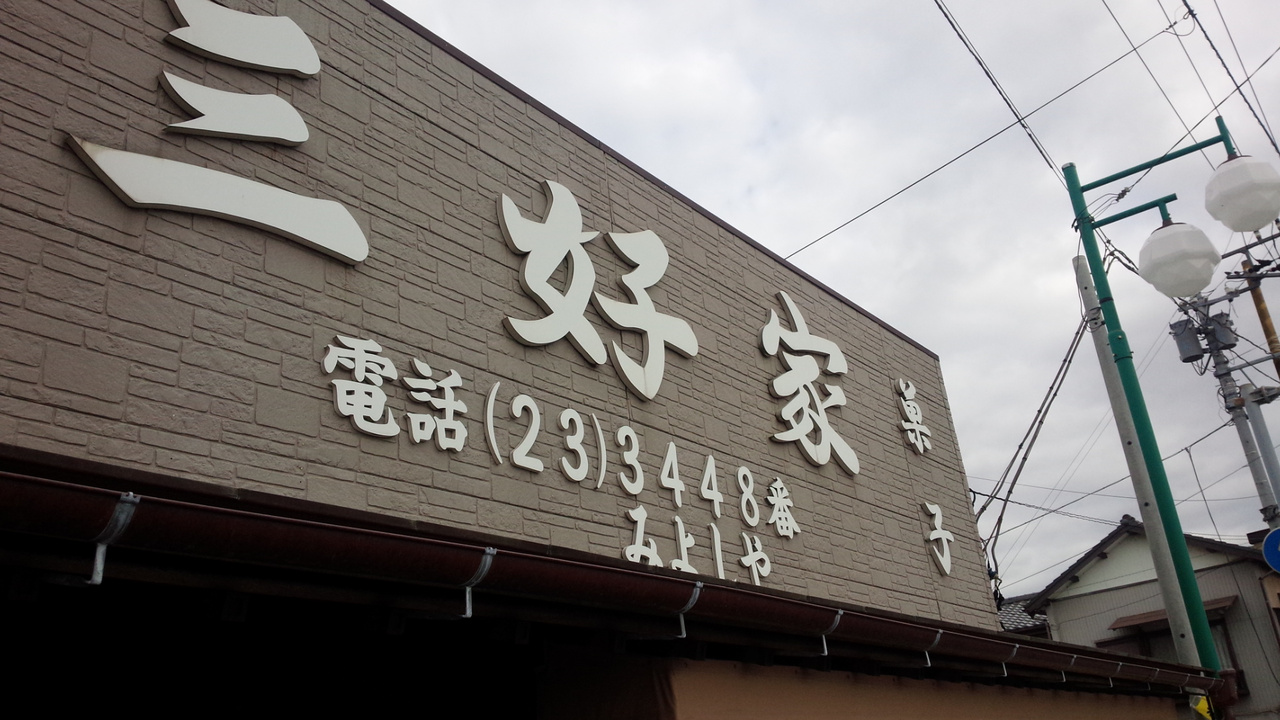 三好家
菓子
電話(23)3448番
みよしや